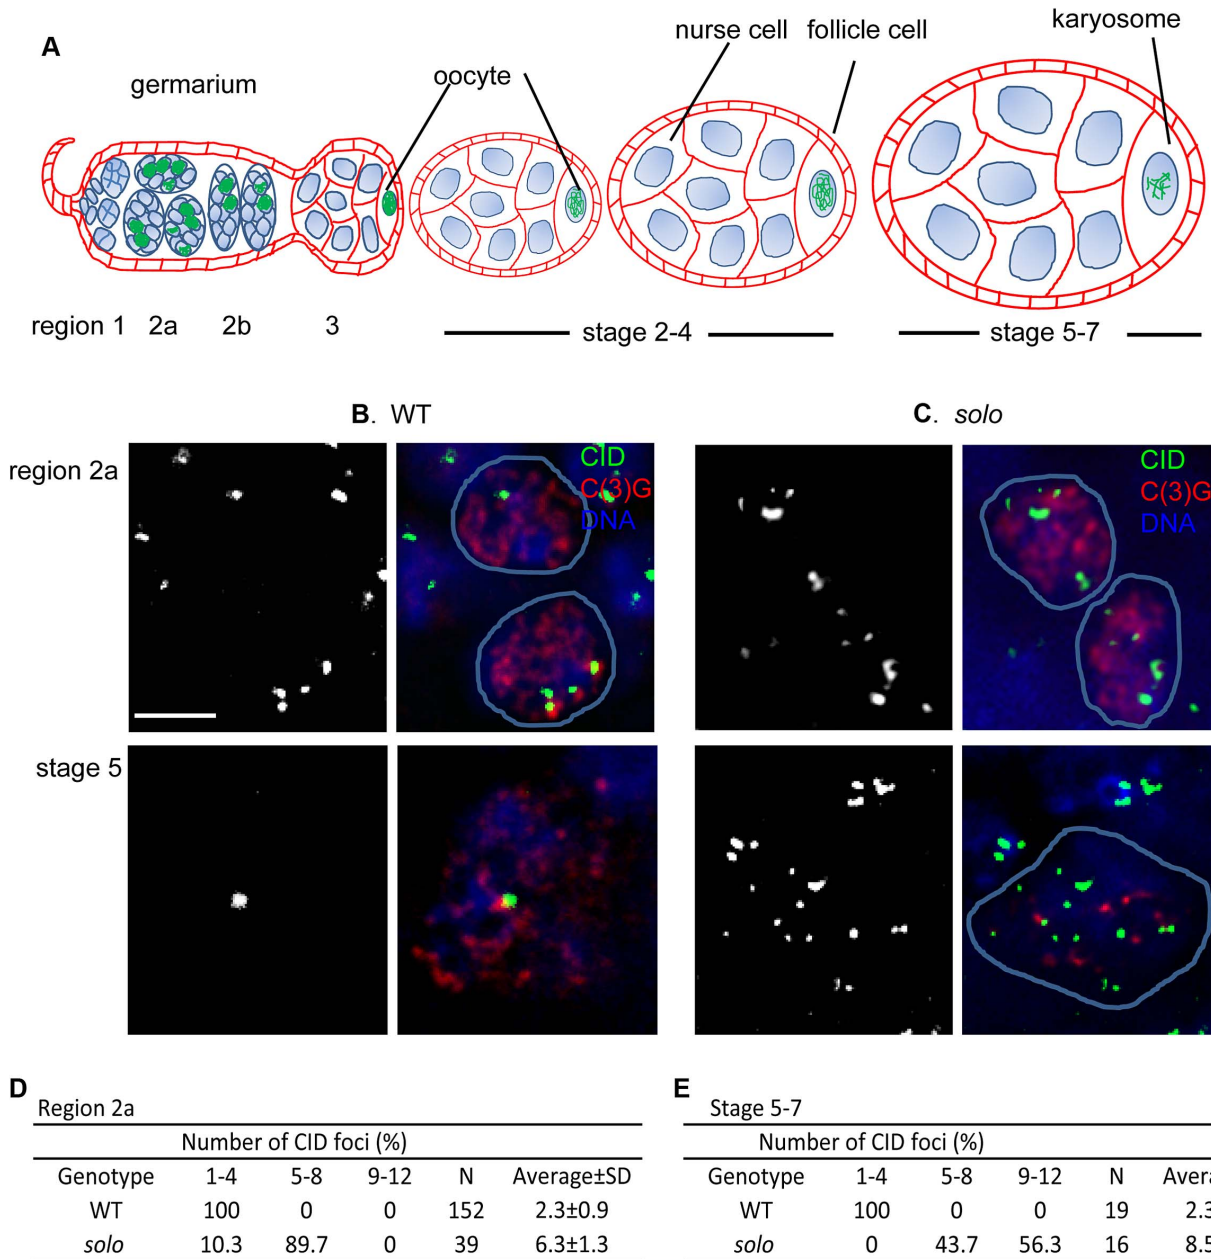 A
germarium
oocyte
nurse cell
follicle cell
karyosome
region 1
2a
2b
3
stage 2-4
stage 5-7
B. WT
C. solo
region 2a
CID
C(3)G
DNA
CID
C(3)G
DNA
stage 5
D
Region 2a
Number of CID foci (%)
Genotype 1-4 5-8 9-12 N Average±SD
WT 100 0 0 152 2.3±0.9
solo 10.3 89.7 0 39 6.3±1.3
E
Stage 5-7
Number of CID foci (%)
Genotype 1-4 5-8 9-12 N
WT 100 0 0 19 2.3
solo 0 43.7 56.3 16 8.5